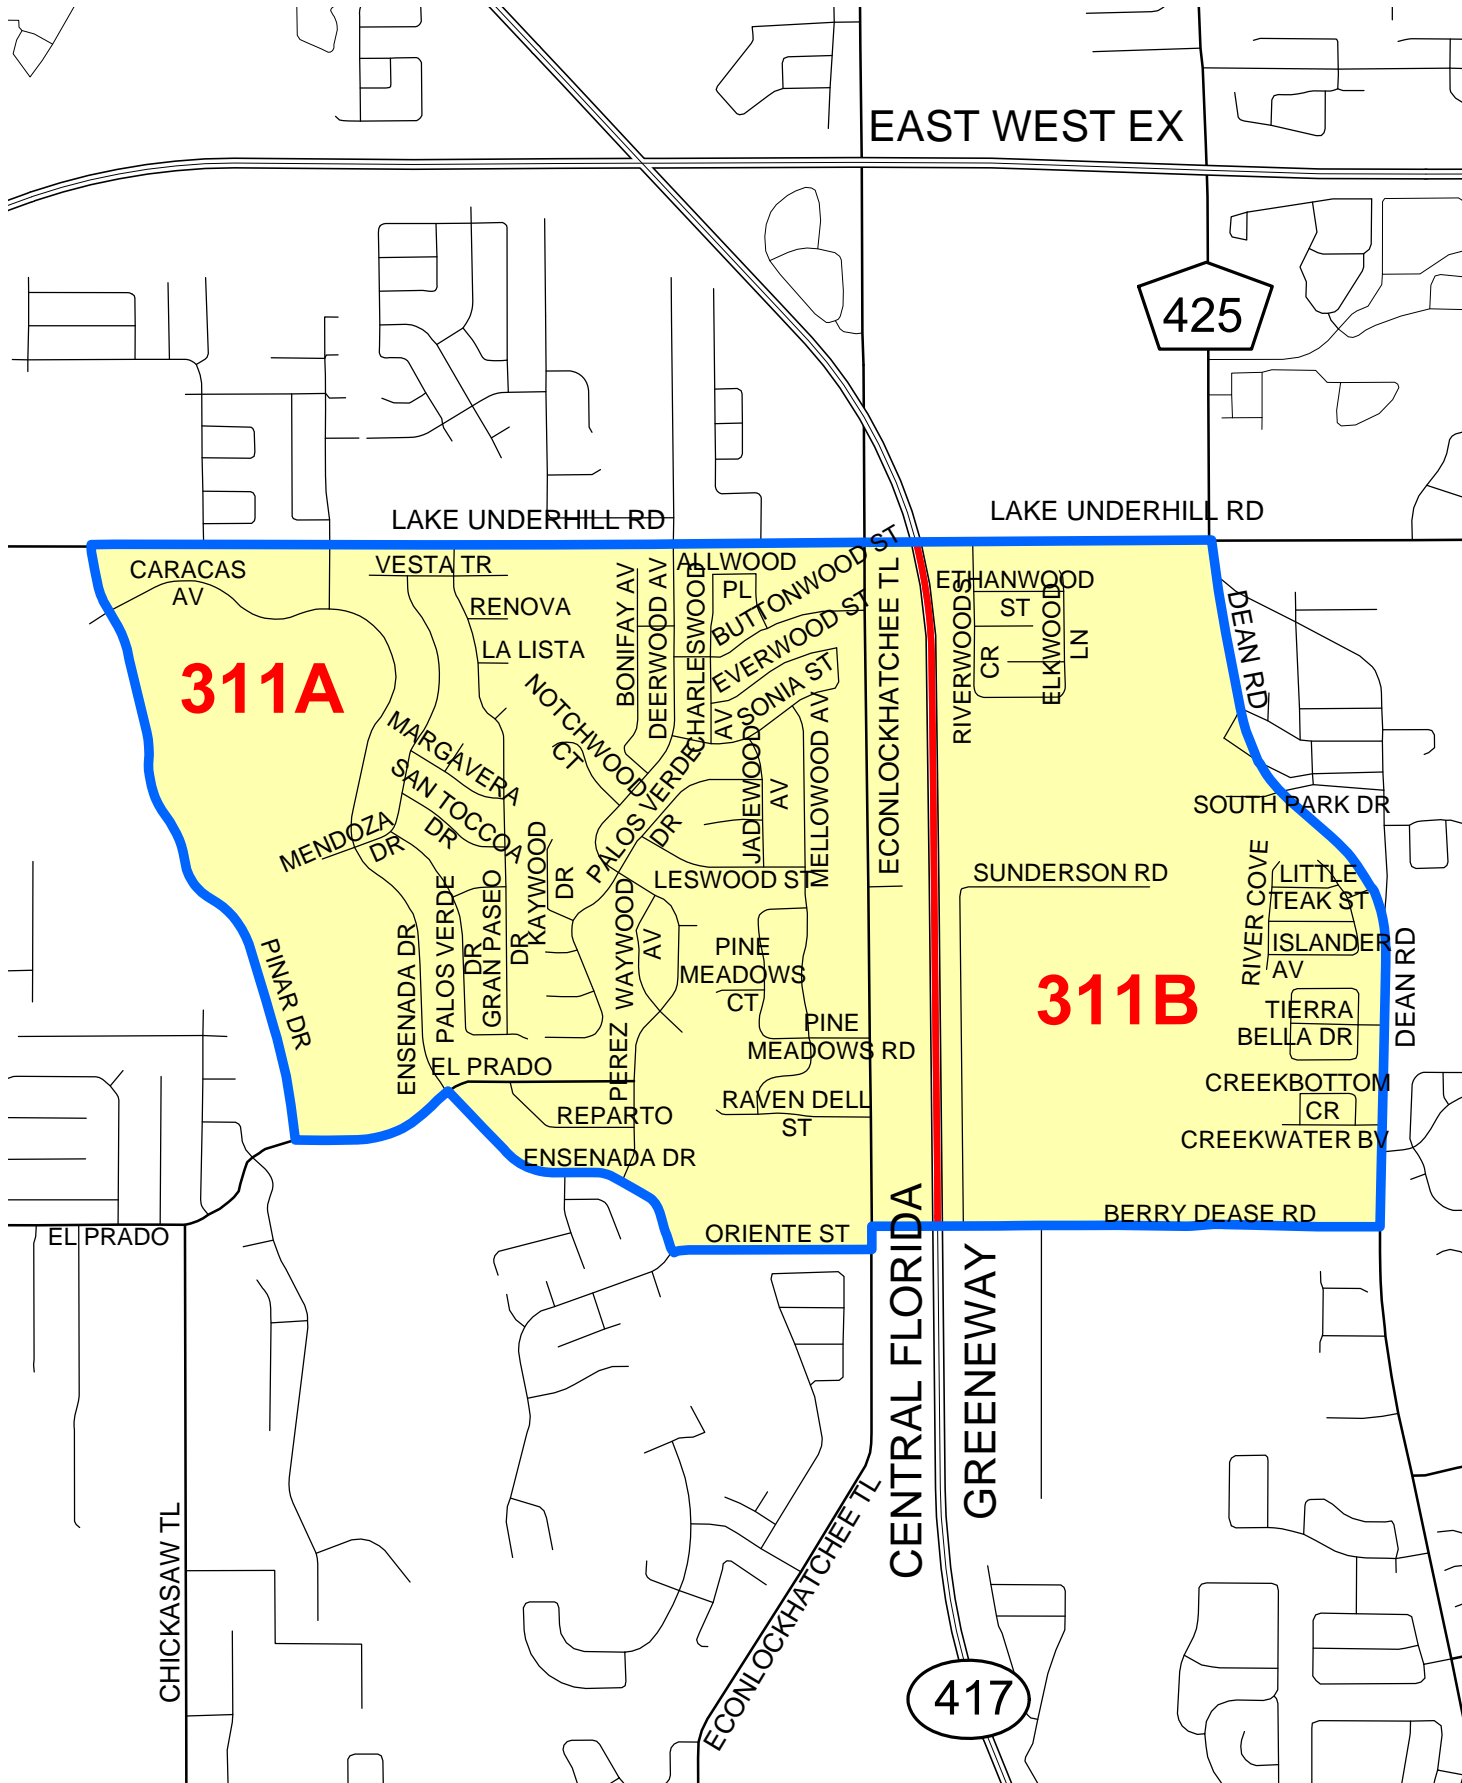 EAST WEST EX
425
LAKE UNDERHILL RD
LAKE UNDERHILL RD
CARACAS
AV
VESTA TR
RENOVA
LA LISTA
311A
BONIFAY AV
DEERWOOD AV
CHARLESWOOD
AV
ALLWOOD
PL
BUTTONWOOD ST
EVERWOOD ST
SONIA ST
ECONLOCKHATCHEE TL
ETHANWOOD
ST
RIVERWOODS
CR
ELKWOOD
LN
DEAN RD
NOTCHWOOD
CT
MARGAVERA
SAN TOCCOA
DR
MENDOZA
DR
PALOS VERDE
DR
JADEWOOD
AV
MELLOWOOD AV
SOUTH PARK DR
KAYWOOD
DR
LESWOOD ST
SUNDERSON RD
RIVER COVE
AV
LITTLE
TEAK ST
ISLANDER
PINAR DR
ENSENADA DR
PALOS VERDE
DR
GRAN PASEO
DR
WAYWOOD
AV
PEREZ
PINE
MEADOWS
CT
311B
TIERRA
BELLA DR
DEAN RD
PINE
MEADOWS RD
EL PRADO
REPARTO
RAVEN DELL
ST
CREEKBOTTOM
CR
CREEKWATER BV
ENSENADA DR
ORIENTE ST
BERRY DEASE RD
EL PRADO
CENTRAL FLORIDA
GREENEWAY
CHICKASAW TL
ECONLOCKHATCHEE TL
417